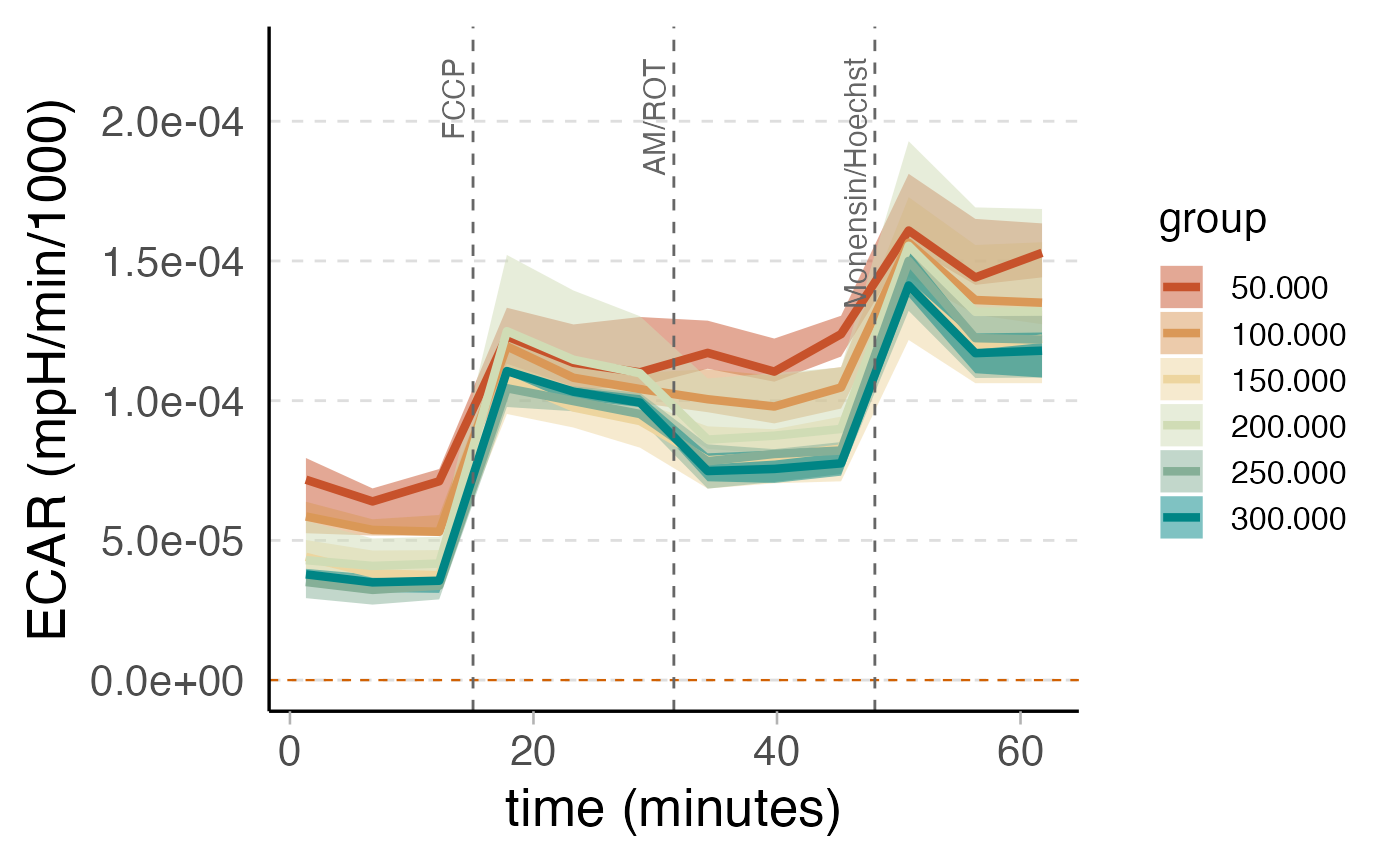 ECAR (mpH/min/1000)
2.0e-04
1.5e-04
1.0e-04
5.0e-05
0.0e+00
FCCP
AM/ROT
Monensin/Hoechst
0 20 40 60
time (minutes)
group
50.000
100.000
150.000
200.000
250.000
300.000